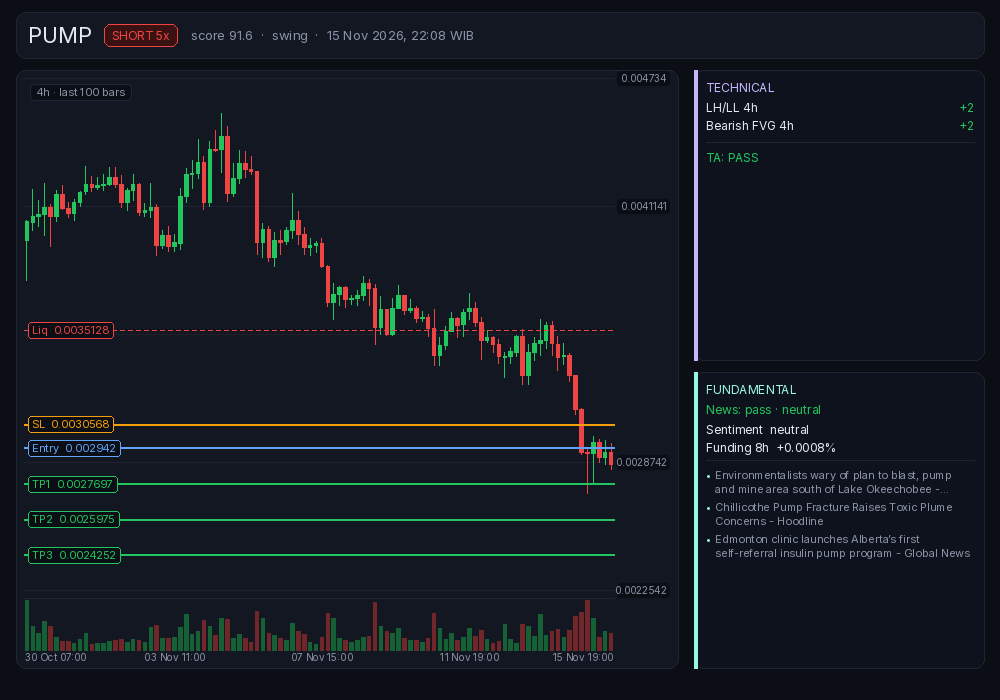 PUMP SHORT 5x score 91.6 · swing · 15 Nov 2026, 22:08 WIB
4h · last 100 bars
0.004734
0.0041141
Liq 0.0035128
SL 0.0030568
Entry 0.002942
0.0028742
TP1 0.0027697
TP2 0.0025975
TP3 0.0024252
0.0022542
30 Oct 07:00 03 Nov 11:00 07 Nov 15:00 11 Nov 19:00 15 Nov 19:00
TECHNICAL
LH/LL 4h +2
Bearish FVG 4h +2
TA: PASS
FUNDAMENTAL
News: pass · neutral
Sentiment neutral
Funding 8h +0.0008%
• Environmentalists wary of plan to blast, pump
and mine area south of Lake Okeechobee -...
• Chillicothe Pump Fracture Raises Toxic Plume
Concerns - Hoodline
• Edmonton clinic launches Alberta's first
self-referral insulin pump program - Global News